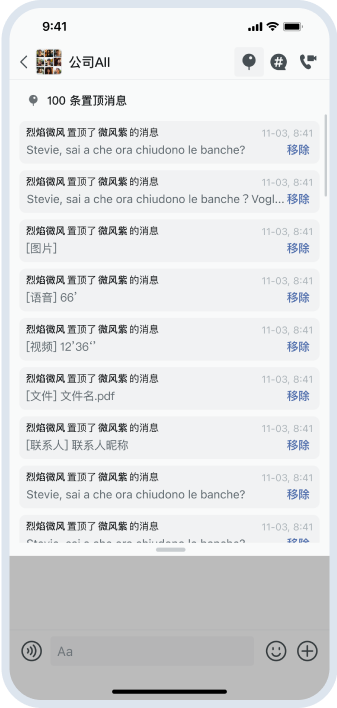 9:41
公司All
100 条置顶消息
烈焰微风 置顶了 微风紫 的消息 11-03, 8:41
Stevie, sai a che ora chiudono le banche? 移除
烈焰微风 置顶了 微风紫 的消息 11-03, 8:41
Stevie, sai a che ora chiudono le banche？Vogl... 移除
烈焰微风 置顶了 微风紫 的消息 11-03, 8:41
[图片] 移除
烈焰微风 置顶了 微风紫 的消息 11-03, 8:41
[语音] 66’ 移除
烈焰微风 置顶了 微风紫 的消息 11-03, 8:41
[视频] 12’36‘’ 移除
烈焰微风 置顶了 微风紫 的消息 11-03, 8:41
[文件] 文件名.pdf 移除
烈焰微风 置顶了 微风紫 的消息 11-03, 8:41
[联系人] 联系人昵称 移除
烈焰微风 置顶了 微风紫 的消息 11-03, 8:41
Stevie, sai a che ora chiudono le banche? 移除
烈焰微风 置顶了 微风紫 的消息 11-03, 8:41
Stevie, sai a che ora chiudono le banche? 移除
Aa